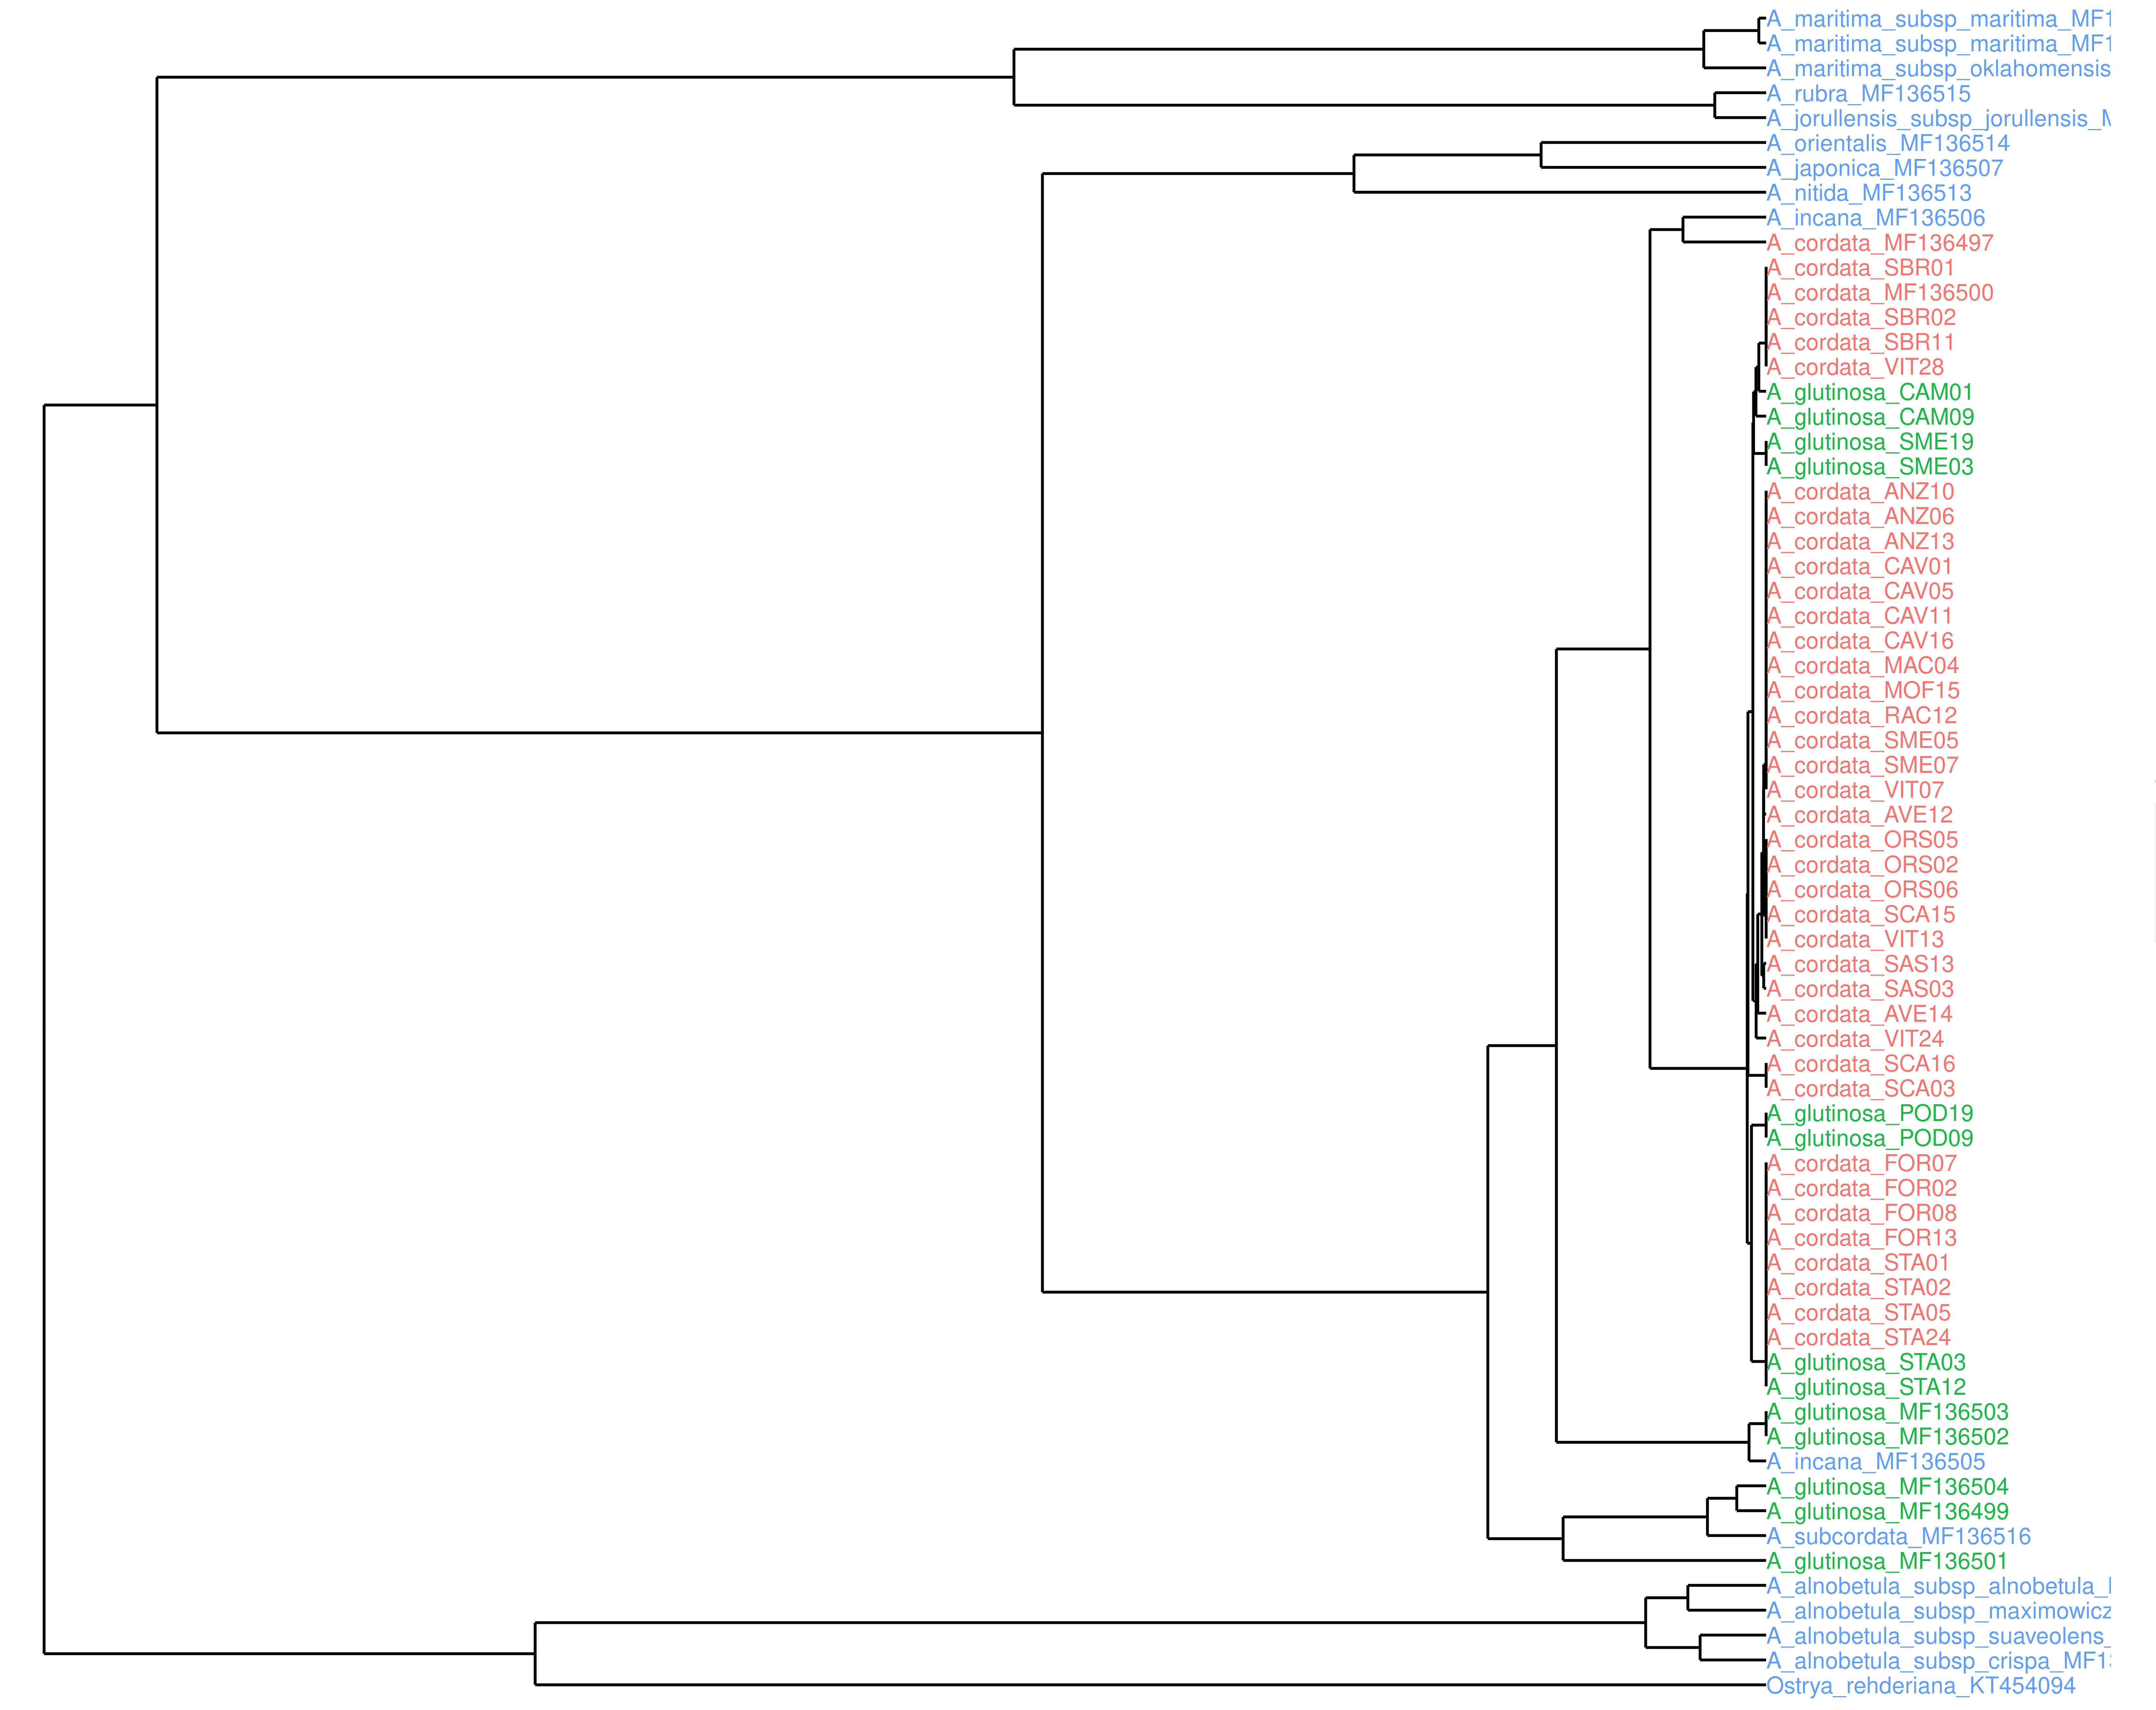 A_maritima_subsp_maritima_MF1
A_maritima_subsp_maritima_MF1
A_maritima_subsp_oklahomensis
A_rubra_MF136515
A_jorullensis_subsp_jorullensis_
A_orientalis_MF136514
A_japonica_MF136507
A_nitida_MF136513
A_incana_MF136506
A_cordata_MF136497
A_cordata_SBR01
A_cordata_MF136500
A_cordata_SBR02
A_cordata_SBR11
A_cordata_VIT28
A_glutinosa_CAM01
A_glutinosa_CAM09
A_glutinosa_SME19
A_glutinosa_SME03
A_cordata_ANZ10
A_cordata_ANZ06
A_cordata_ANZ13
A_cordata_CAV01
A_cordata_CAV05
A_cordata_CAV11
A_cordata_CAV16
A_cordata_MAC04
A_cordata_MOF15
A_cordata_RAC12
A_cordata_SME05
A_cordata_SME07
A_cordata_VIT07
A_cordata_AVE12
A_cordata_ORS05
A_cordata_ORS02
A_cordata_ORS06
A_cordata_SCA15
A_cordata_VIT13
A_cordata_SAS13
A_cordata_SAS03
A_cordata_AVE14
A_cordata_VIT24
A_cordata_SCA16
A_cordata_SCA03
A_glutinosa_POD19
A_glutinosa_POD09
A_cordata_FOR07
A_cordata_FOR02
A_cordata_FOR08
A_cordata_FOR13
A_cordata_STA01
A_cordata_STA02
A_cordata_STA05
A_cordata_STA24
A_glutinosa_STA03
A_glutinosa_STA12
A_glutinosa_MF136503
A_glutinosa_MF136502
A_incana_MF136505
A_glutinosa_MF136504
A_glutinosa_MF136499
A_subcordata_MF136516
A_glutinosa_MF136501
A_alnobetula_subsp_alnobetula_
A_alnobetula_subsp_maximowicz
A_alnobetula_subsp_suaveolens_
A_alnobetula_subsp_crispa_MF1
Ostrya_rehderiana_KT454094